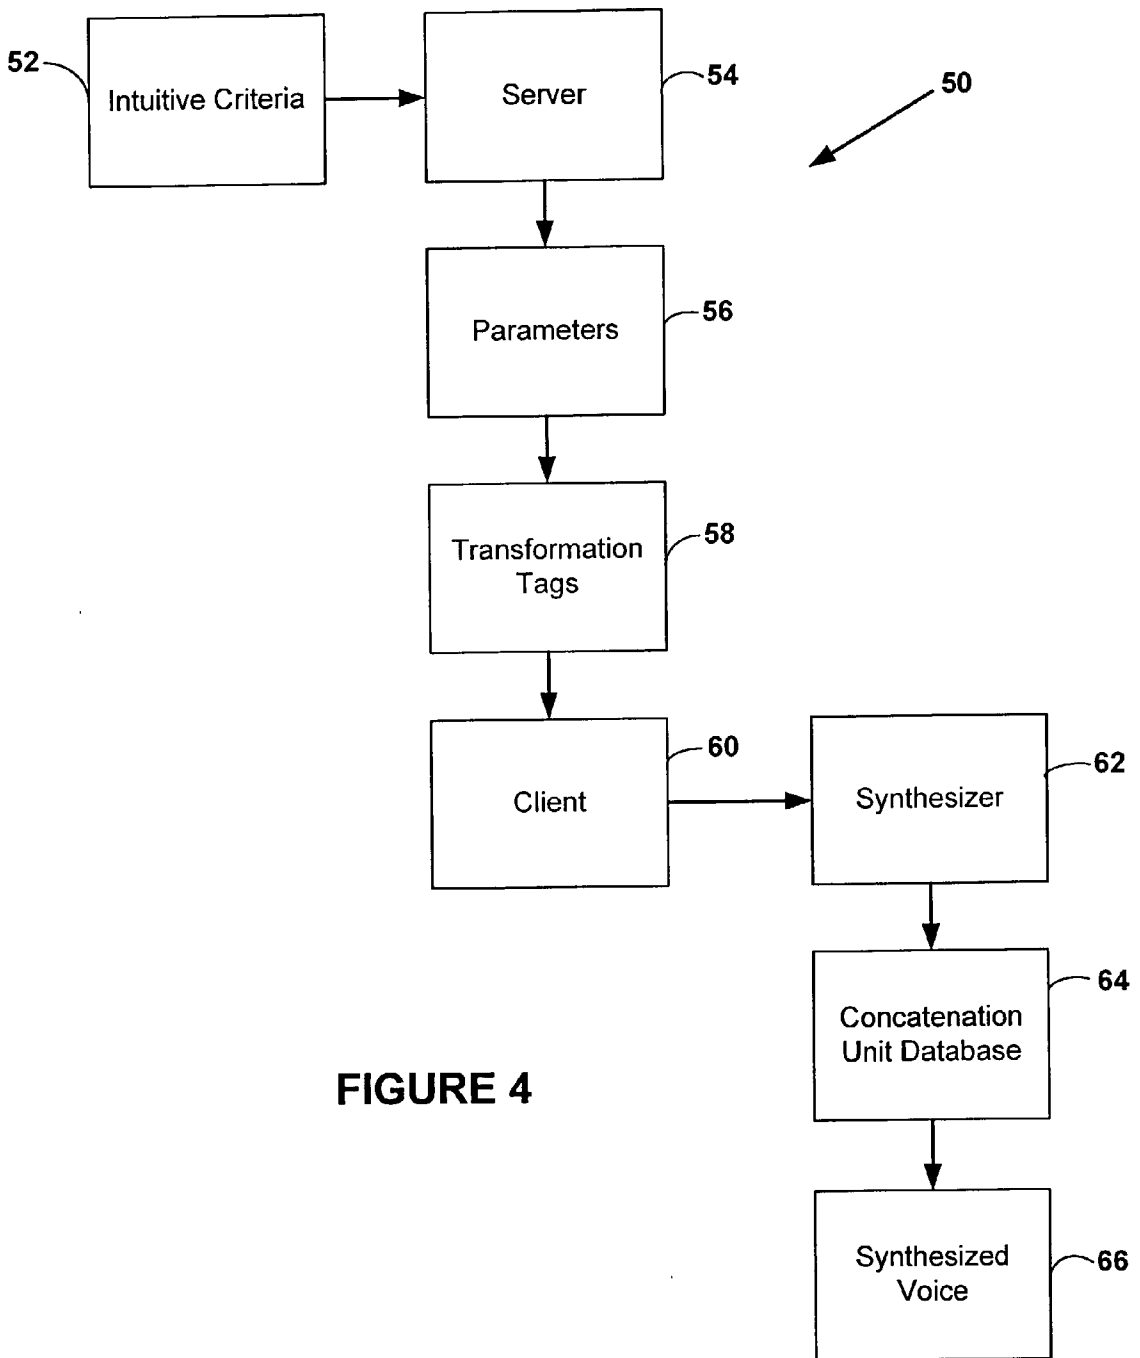 52
Intuitive Criteria
Server
54
50
Parameters
56
Transformation
Tags
58
Client
60
Synthesizer
62
Concatenation
Unit Database
64
FIGURE 4
Synthesized
Voice
66